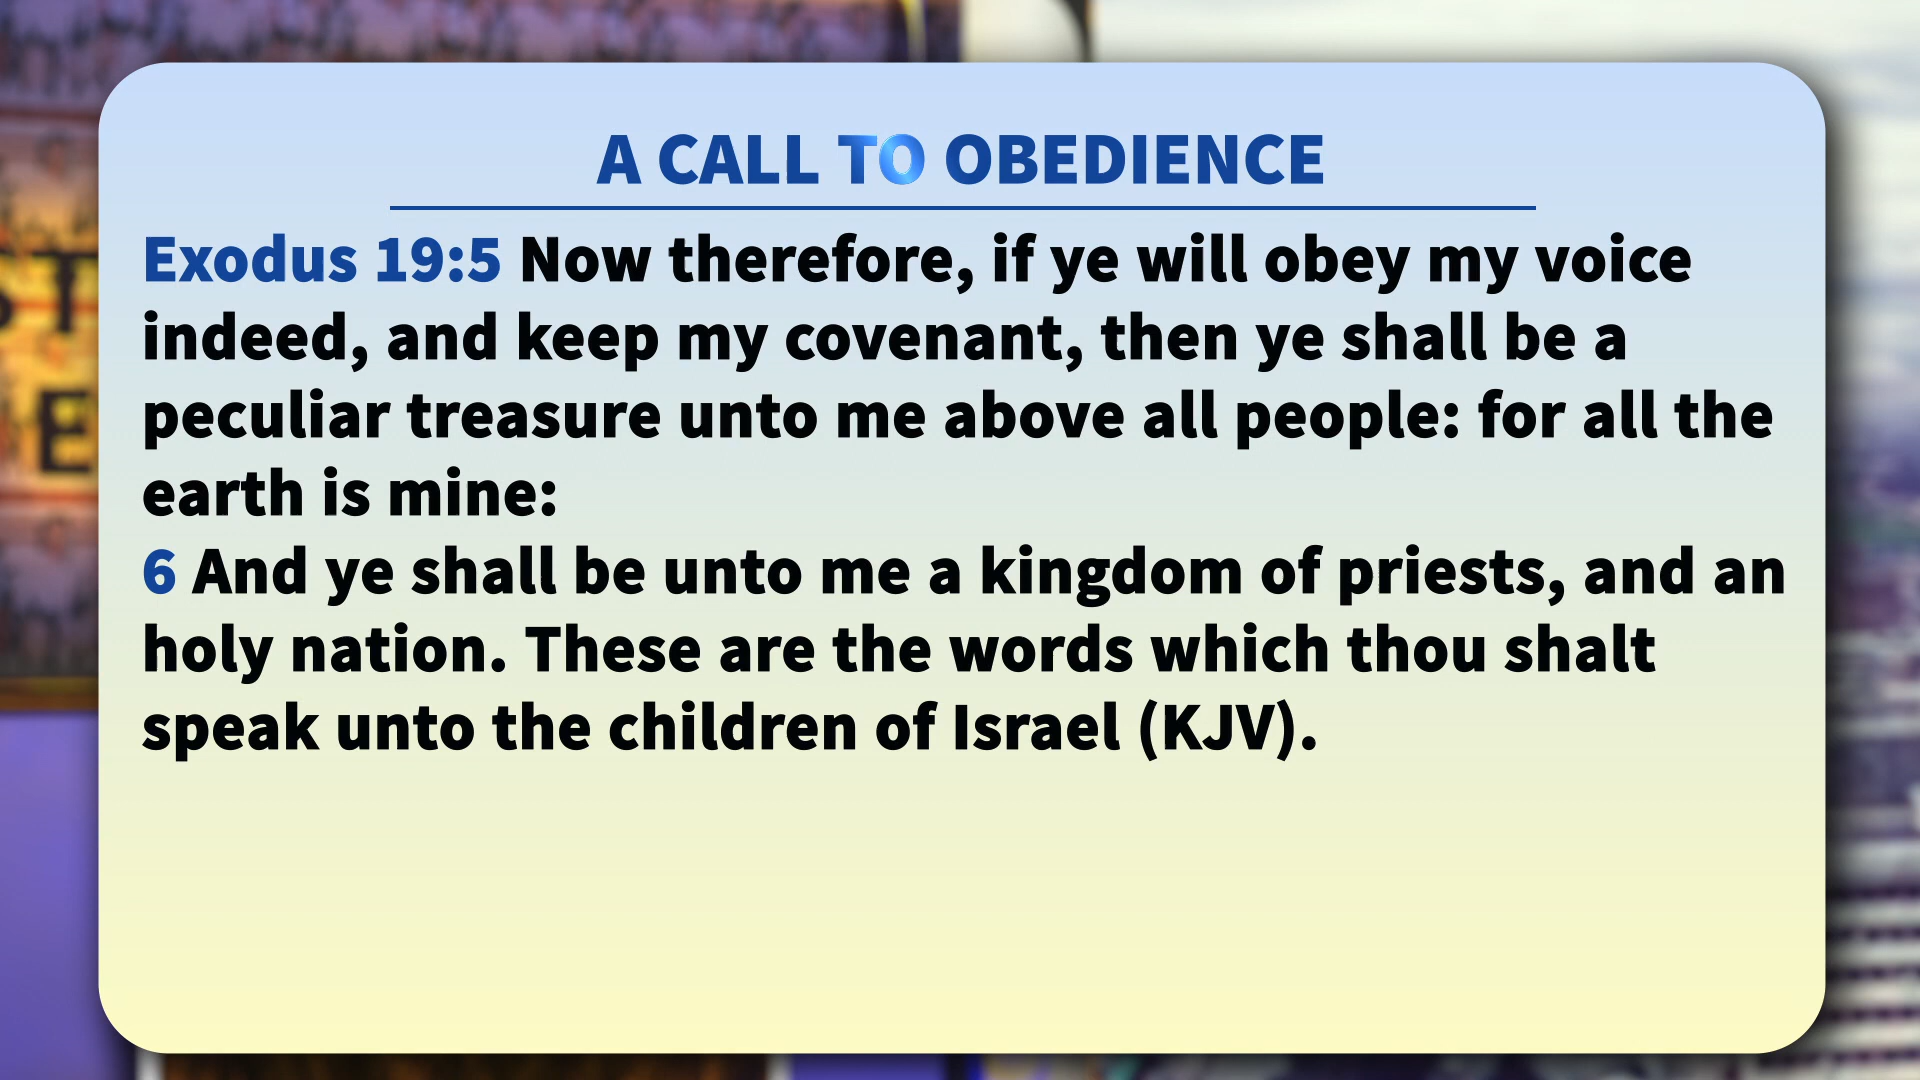 A CALL TO OBEDIENCE
Exodus 19:5 Now therefore, if ye will obey my voice
indeed, and keep my covenant, then ye shall be a
peculiar treasure unto me above all people: for all the
earth is mine:
6 And ye shall be unto me a kingdom of priests, and an
holy nation. These are the words which thou shalt
speak unto the children of Israel (KJV).